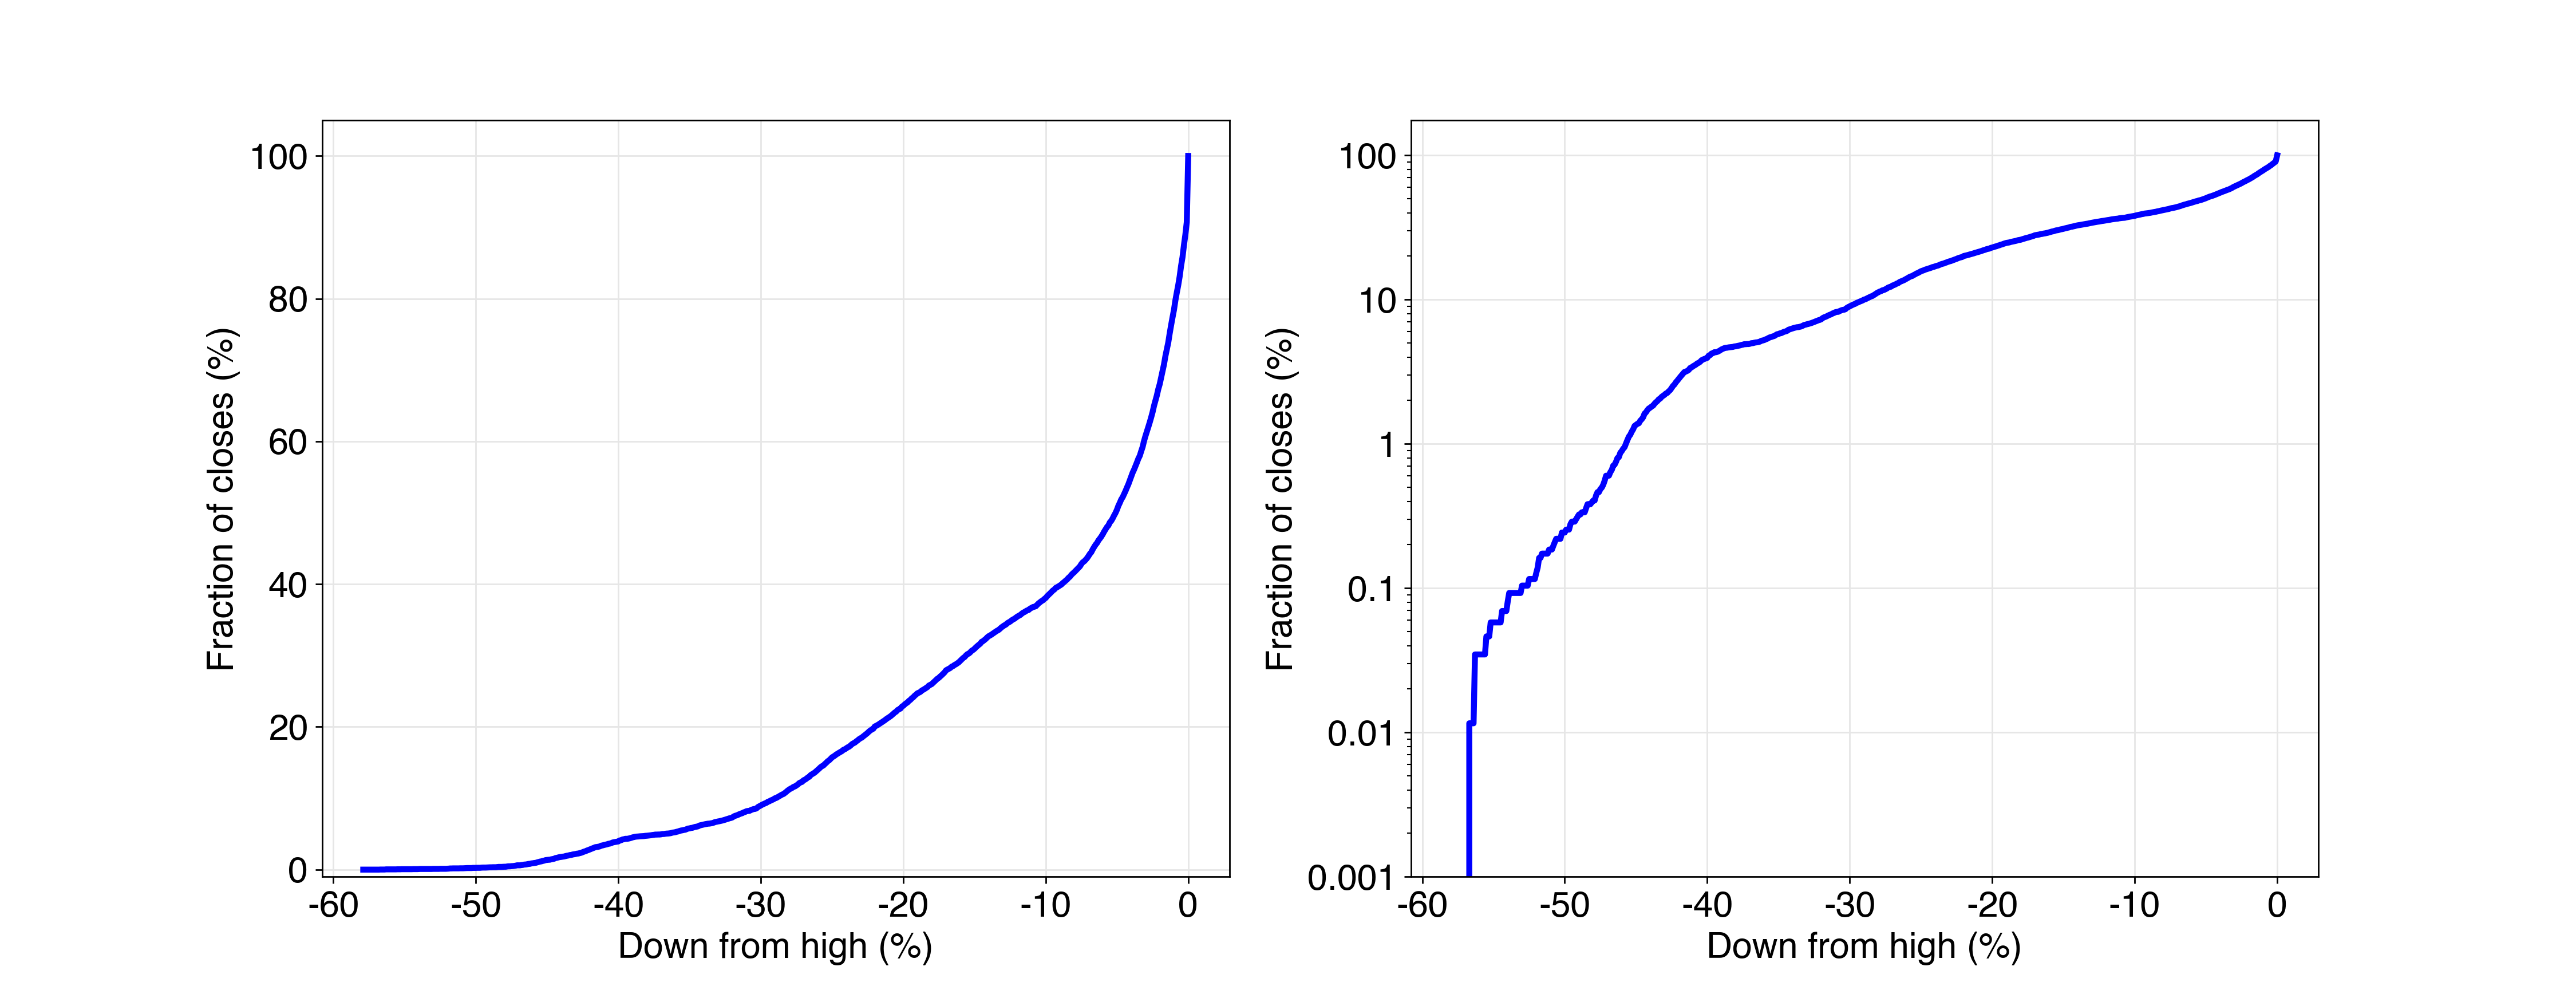 Fraction of closes (%)
100
80
60
40
20
0
-60 -50 -40 -30 -20 -10 0
Down from high (%)
Fraction of closes (%)
100
10
1
0.1
0.01
0.001
-60 -50 -40 -30 -20 -10 0
Down from high (%)